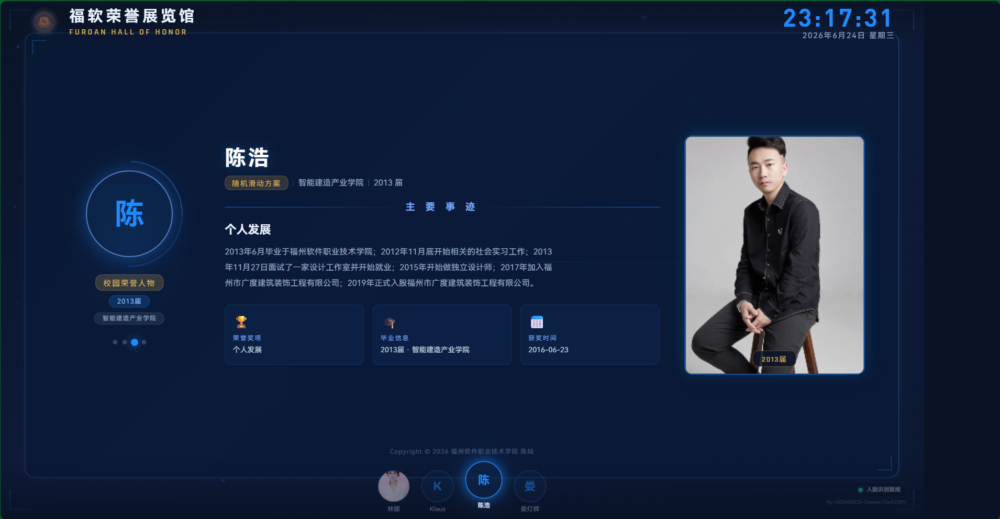 福软荣誉展览馆
FUROAN HALL OF HONOR
23:17:31
2026年6月24日 星期三
陈
校园荣誉人物
2013届
智能建造产业学院
陈浩
随机滑动方案 | 智能建造产业学院 | 2013 届
主要事迹
个人发展
2013年6月毕业于福州软件职业技术学院；2012年11月底开始相关的社会实习工作；2013
年11月27日面试了一家设计工作室并开始就业；2015年开始做独立设计师；2017年加入福
州市广度建筑装饰工程有限公司；2019年正式入股福州市广度建筑装饰工程有限公司。
荣誉奖项
个人发展
毕业信息
2013届 · 智能建造产业学院
获奖时间
2016-06-23
2013届
Copyright © 2026 福州软件职业技术学院 陈灿
林娜
K
Klaus
陈
陈浩
娄
娄灯辉
人脸识别就绪
Hy-UXGA(B5CS)-Camera (1bcf:2281)